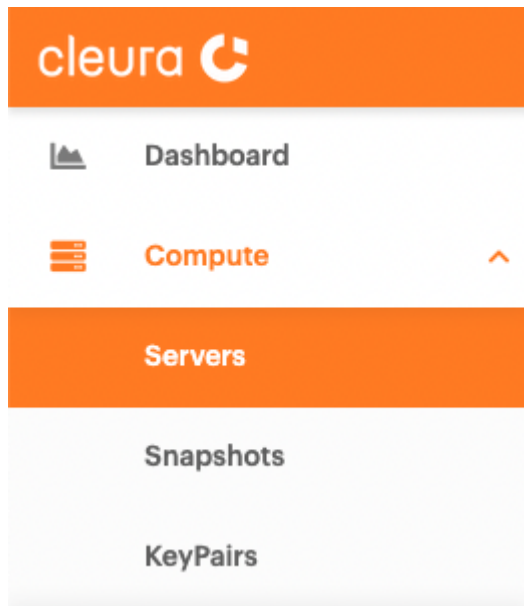 cleura
Dashboard
Compute
Servers
Snapshots
KeyPairs